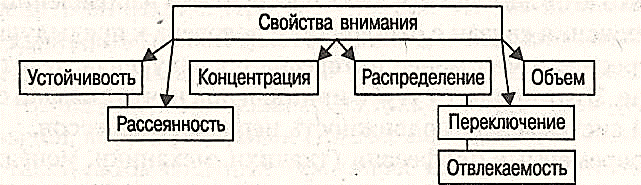 Свойства внимания
Устойчивость
Концентрация
Распределение
Объем
Рассеянность
Переключение
Отвлекаемость